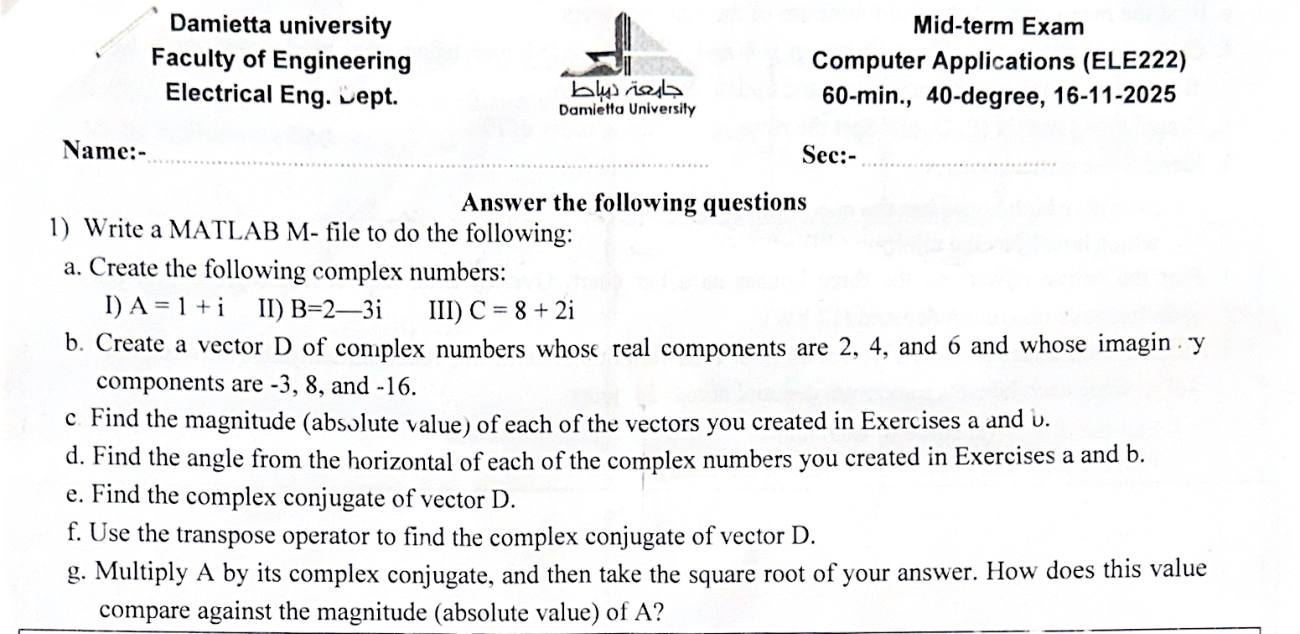 Damietta university
Faculty of Engineering
Electrical Eng. Dept.
جامعة دمياط
Damietta University
Mid-term Exam
Computer Applications (ELE222)
60-min., 40-degree, 16-11-2025
Name:-
Sec:-
Answer the following questions
1) Write a MATLAB M- file to do the following:
a. Create the following complex numbers:
I) A = 1 + i II) B=2—3i III) C = 8 + 2i
b. Create a vector D of complex numbers whose real components are 2, 4, and 6 and whose imagin y
components are -3, 8, and -16.
c. Find the magnitude (absolute value) of each of the vectors you created in Exercises a and b.
d. Find the angle from the horizontal of each of the complex numbers you created in Exercises a and b.
e. Find the complex conjugate of vector D.
f. Use the transpose operator to find the complex conjugate of vector D.
g. Multiply A by its complex conjugate, and then take the square root of your answer. How does this value
compare against the magnitude (absolute value) of A?